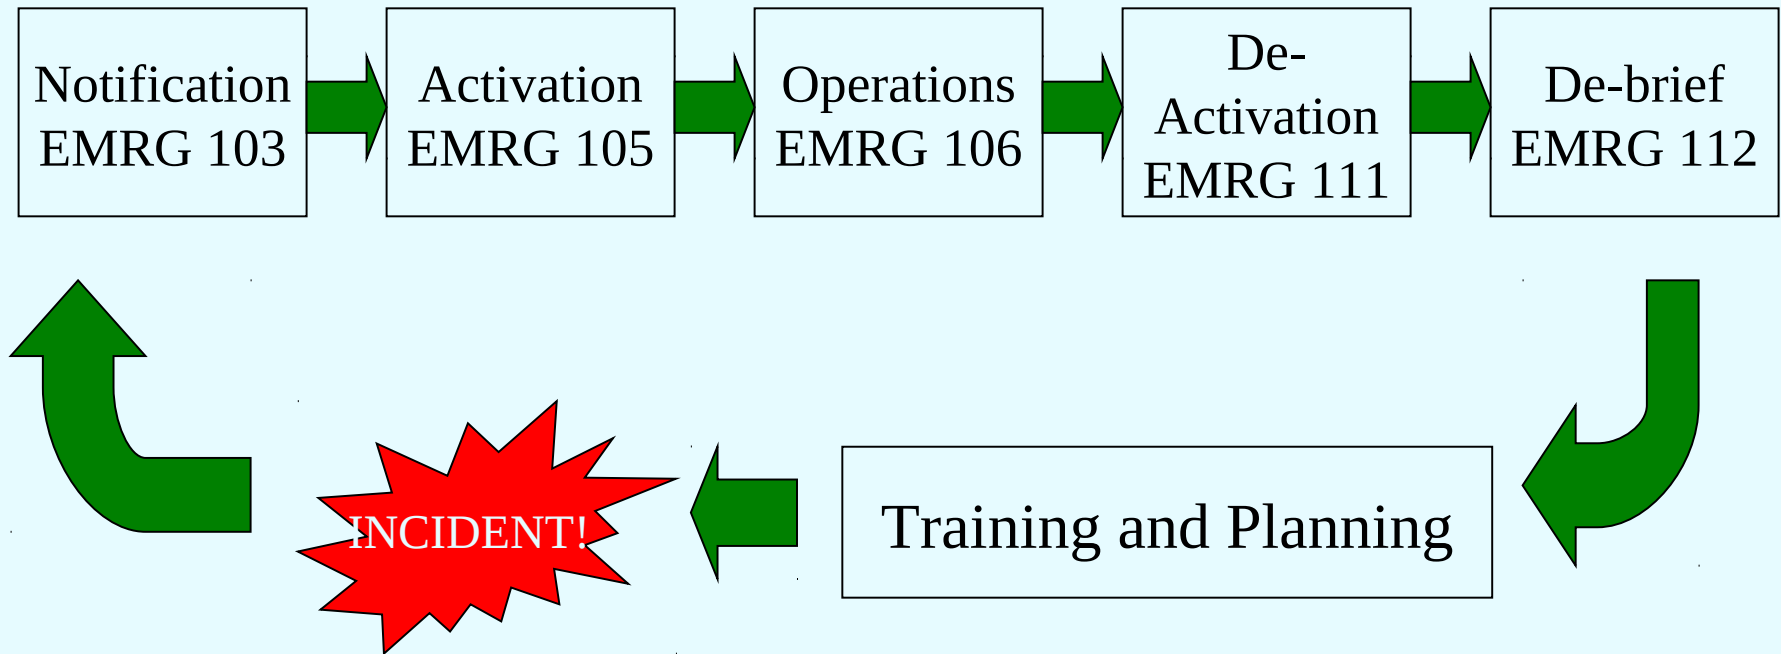 Notification
EMRG 103
Activation
EMRG 105
Operations
EMRG 106
De-
Activation
EMRG 111
De-brief
EMRG 112
INCIDENT!
Training and Planning